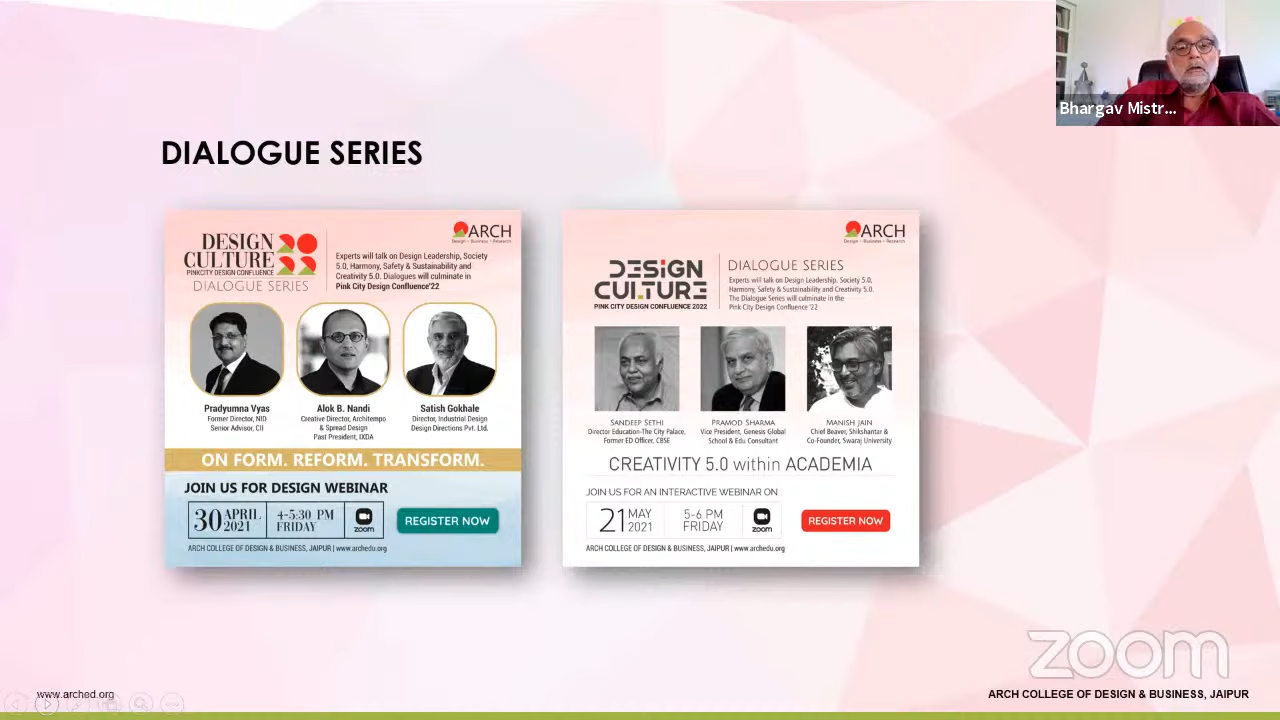 Bhargav Mistr...
DIALOGUE SERIES
ARCH
Design • Business • Research
DESIGN
CULTURE
PINKCITY DESIGN CONFLUENCE
DIALOGUE SERIES
Experts will talk on Design Leadership, Society
5.0, Harmony, Safety & Sustainability and
Creativity 5.0. Dialogues will culminate in
Pink City Design Confluence'22
Pradyumna Vyas
Former Director, NID
Senior Advisor, CII
Alok B. Nandi
Creative Director, Architempo
& Spread Design
Past President, IXDA
Satish Gokhale
Director, Industrial Design
Design Directions Pvt. Ltd.
ON FORM. REFORM. TRANSFORM.
JOIN US FOR DESIGN WEBINAR
30 APRIL
2021
4-5:30 PM
FRIDAY
zoom
REGISTER NOW
ARCH COLLEGE OF DESIGN & BUSINESS, JAIPUR | www.archedu.org
ARCH
Design • Business • Research
DESIGN
CULTURE
PINK CITY DESIGN CONFLUENCE 2022
DIALOGUE SERIES
Experts will talk on Design Leadership, Society 5.0,
Harmony, Safety & Sustainability and Creativity 5.0.
The Dialogue Series will culminate in the
Pink City Design Confluence '22
SANDEEP SETHI
Director Education-The City Palace,
Former ED Officer, CBSE
PRAMOD SHARMA
Vice President, Genesis Global
School & Edu Consultant
MANISH JAIN
Chief Beaver, Shikshantar &
Co-Founder, Swaraj University
CREATIVITY 5.0 within ACADEMIA
JOIN US FOR AN INTERACTIVE WEBINAR ON
21 MAY
2021
5-6 PM
FRIDAY
zoom
REGISTER NOW
ARCH COLLEGE OF DESIGN & BUSINESS, JAIPUR | www.archedu.org
zoom
www.arched.org
ARCH COLLEGE OF DESIGN & BUSINESS, JAIPUR